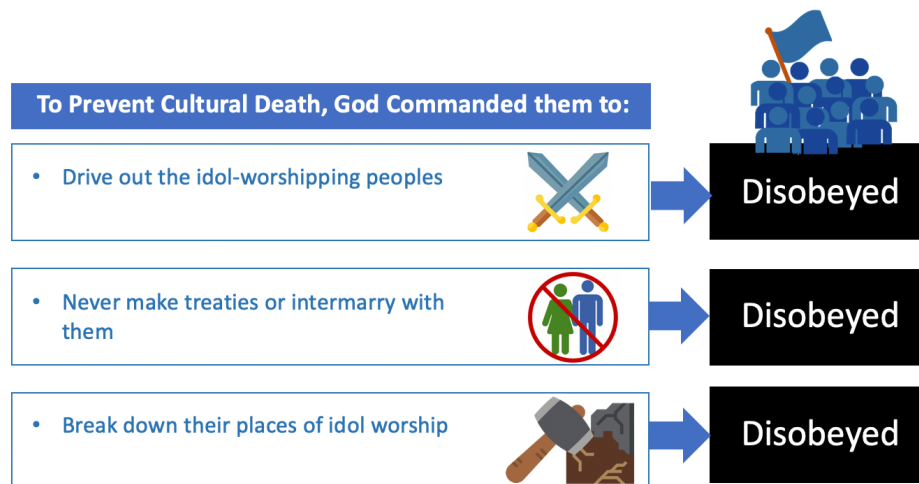 To Prevent Cultural Death, God Commanded them to:
• Drive out the idol-worshipping peoples
Disobeyed
• Never make treaties or intermarry with
them
Disobeyed
• Break down their places of idol worship
Disobeyed